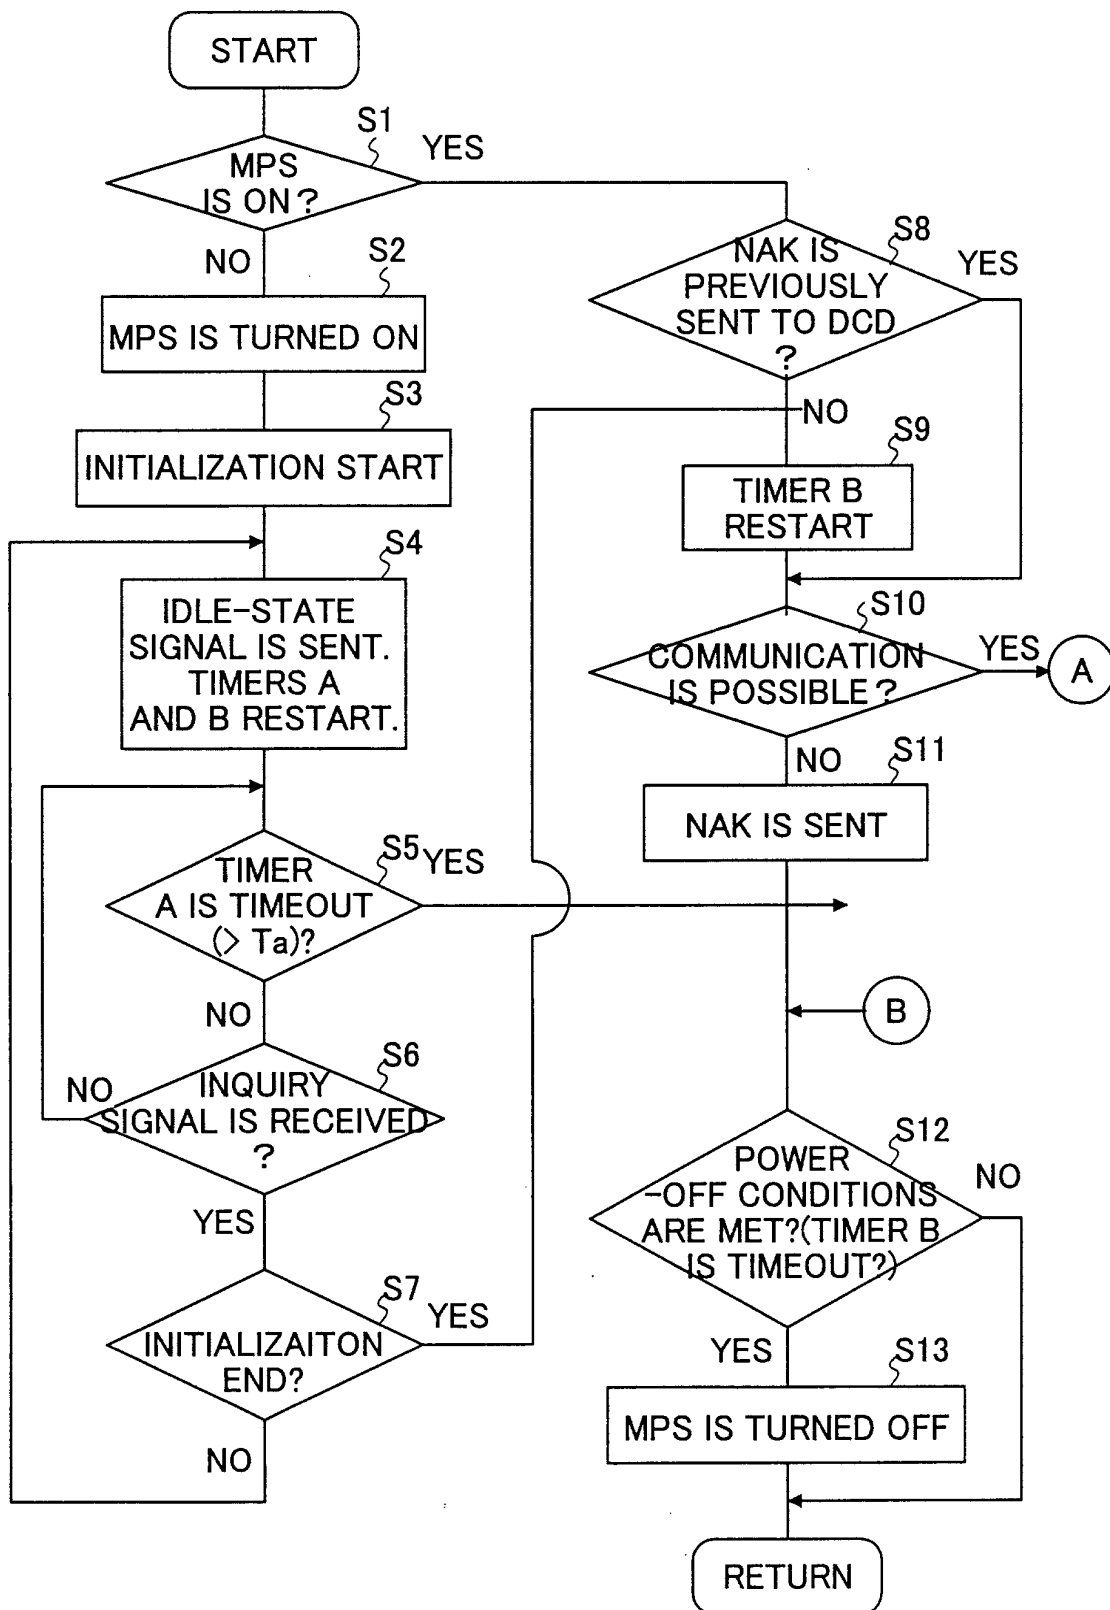 START
S1
YES
MPS
IS ON?
NO
S2
MPS IS TURNED ON
S3
INITIALIZATION START
S4
IDLE-STATE
SIGNAL IS SENT.
TIMERS A
AND B RESTART.
S5
YES
TIMER
A IS TIMEOUT
(> Ta)?
NO
S6
NO
INQUIRY
SIGNAL IS RECEIVED
?
YES
S7
YES
INITIALIZAITON
END?
NO
S8
YES
NAK IS
PREVIOUSLY
SENT TO DCD
?
NO
S9
TIMER B
RESTART
S10
COMMUNICATION
IS POSSIBLE?
YES
A
NO
S11
NAK IS SENT
B
S12
NO
POWER
-OFF CONDITIONS
ARE MET?(TIMER B
IS TIMEOUT?)
YES
S13
MPS IS TURNED OFF
RETURN